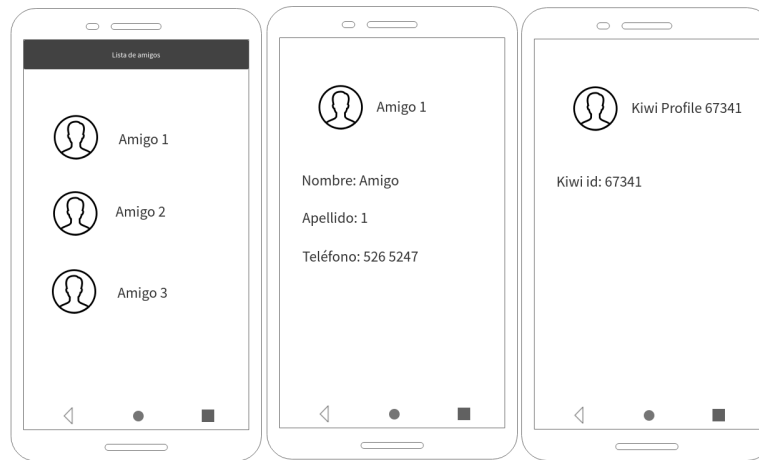 Lista de amigos
Amigo 1
Amigo 2
Amigo 3
Amigo 1
Nombre: Amigo
Apellido: 1
Teléfono: 526 5247
Kiwi Profile 67341
Kiwi id: 67341